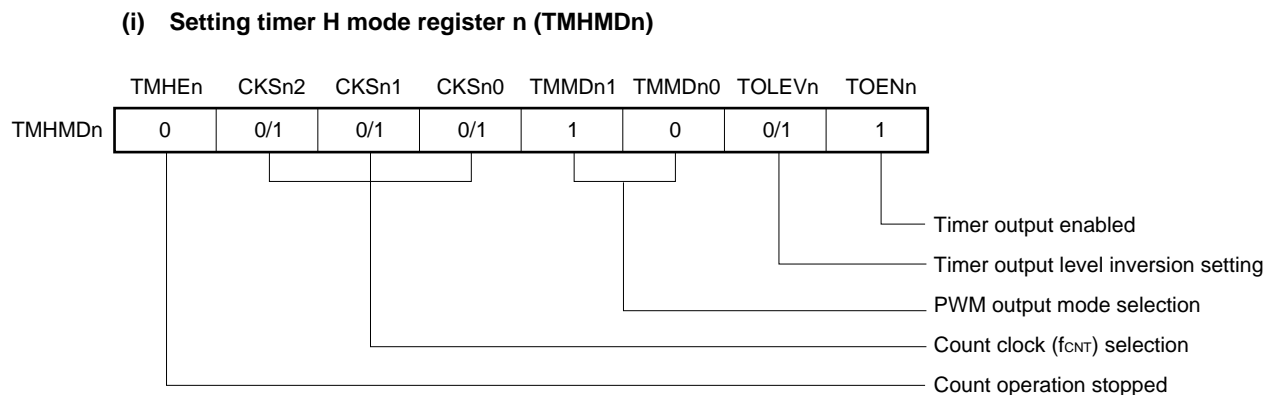 (i) Setting timer H mode register n (TMHMDn)
TMHEn CKSn2 CKSn1 CKSn0 TMMDn1 TMMDn0 TOLEVn TOENn
TMHMDn 0 0/1 0/1 0/1 1 0 0/1 1
Timer output enabled
Timer output level inversion setting
PWM output mode selection
Count clock (fCNT) selection
Count operation stopped